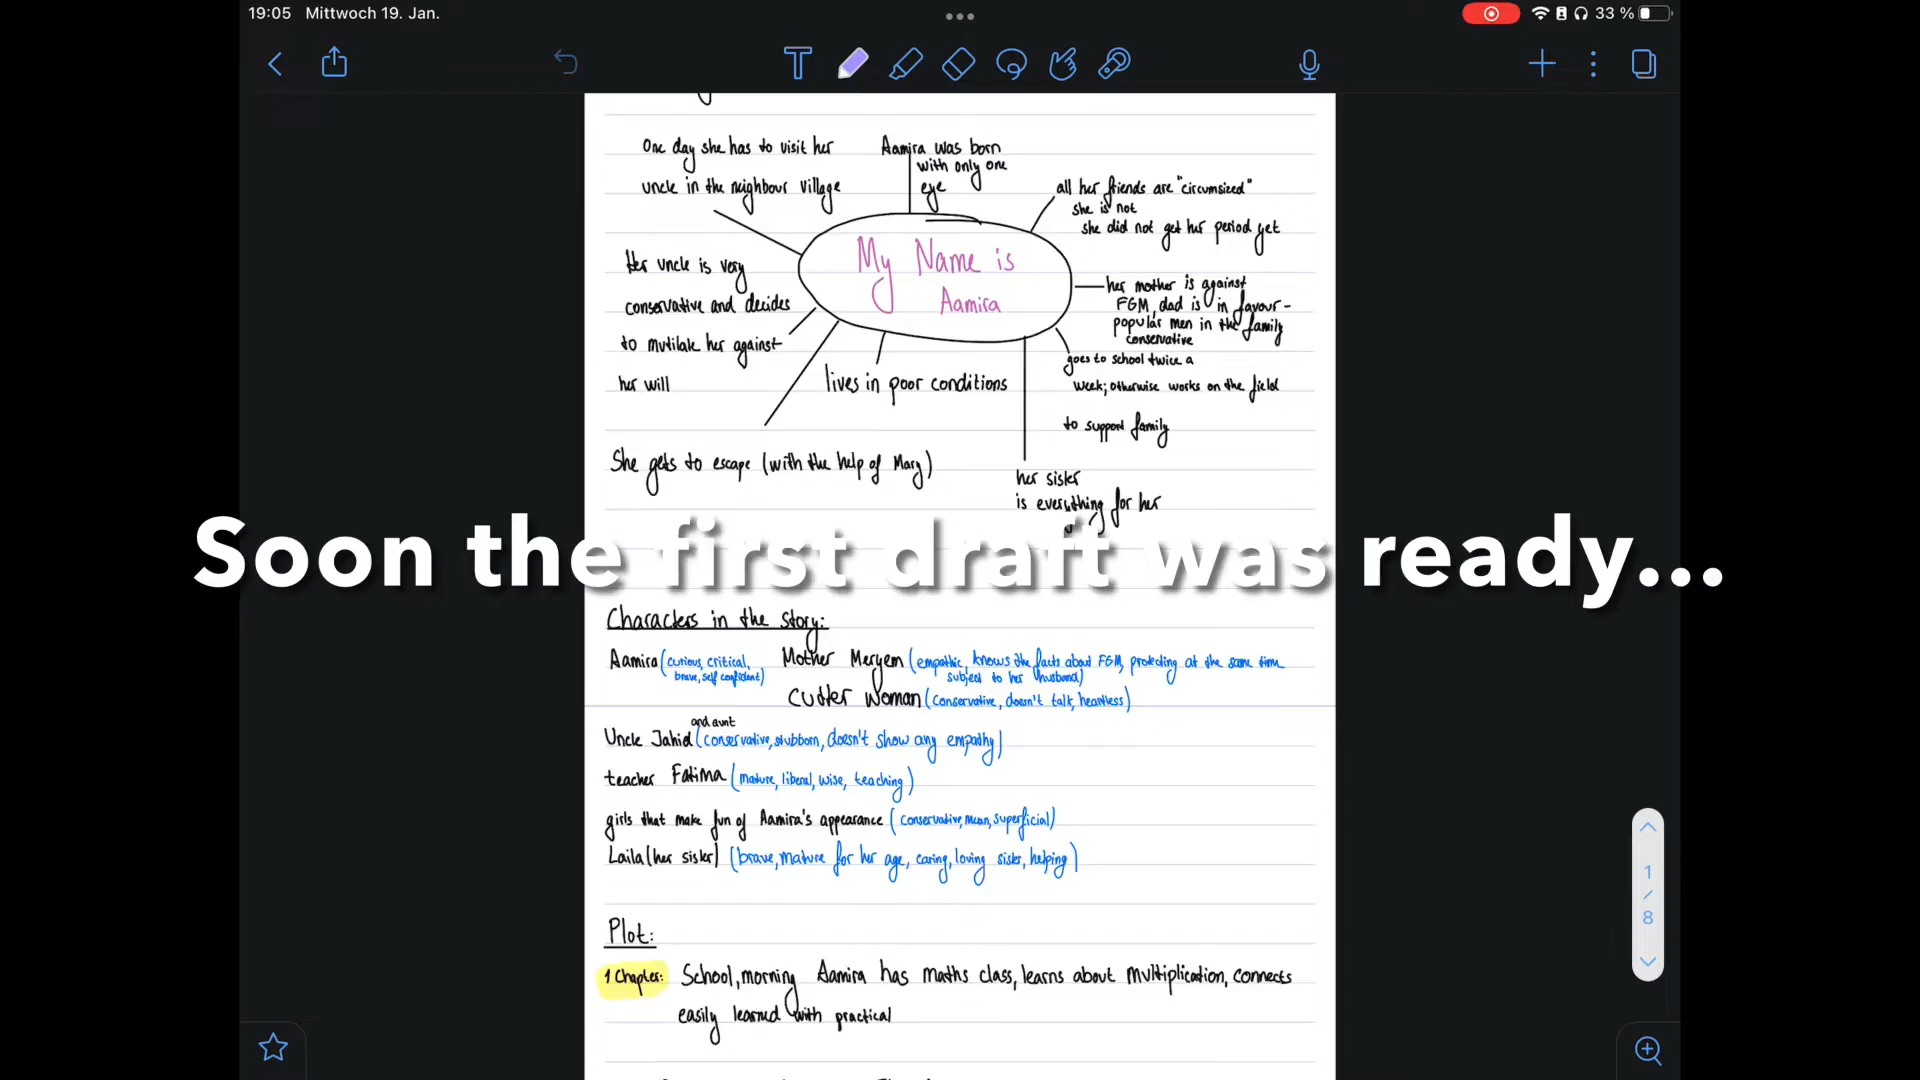 19:05 Mittwoch 19. Jan.
33 %
One day she has to visit her
uncle in the neighbour village
Aamira was born
with only one
eye
all her friends are "circumsized"
she is not
she did not get her period yet
My Name is
Aamira
Her uncle is very
conservative and decides
to mutilate her against
her will
her mother is against
FGM, dad is in favour -
popular men in the family
conservative
goes to school twice a
week; otherwise works on the field
to support family
lives in poor conditions
She gets to escape (with the help of Mary)
her sister
is everything for her
Soon the first draft was ready...
Characters in the story:
Aamira (curious, critical,
brave, self confident)
Mother Meryem (empathic, knows the facts about FGM, protecting at the same time
subject to her husband)
cutter woman (conservative, doesn't talk, heartless)
and aunt
Uncle Jahid (conservative, stubborn, doesn't show any empathy)
teacher Fatima (mature, liberal, wise, teaching)
girls that make fun of Aamira's appearance (conservative, mean, superficial)
Laila (her sister) (brave, mature for her age, caring, loving sister, helping)
Plot:
1 Chapter: School, morning Aamira has maths class, learns about multiplication, connects
easily learned with practical
1
/
8